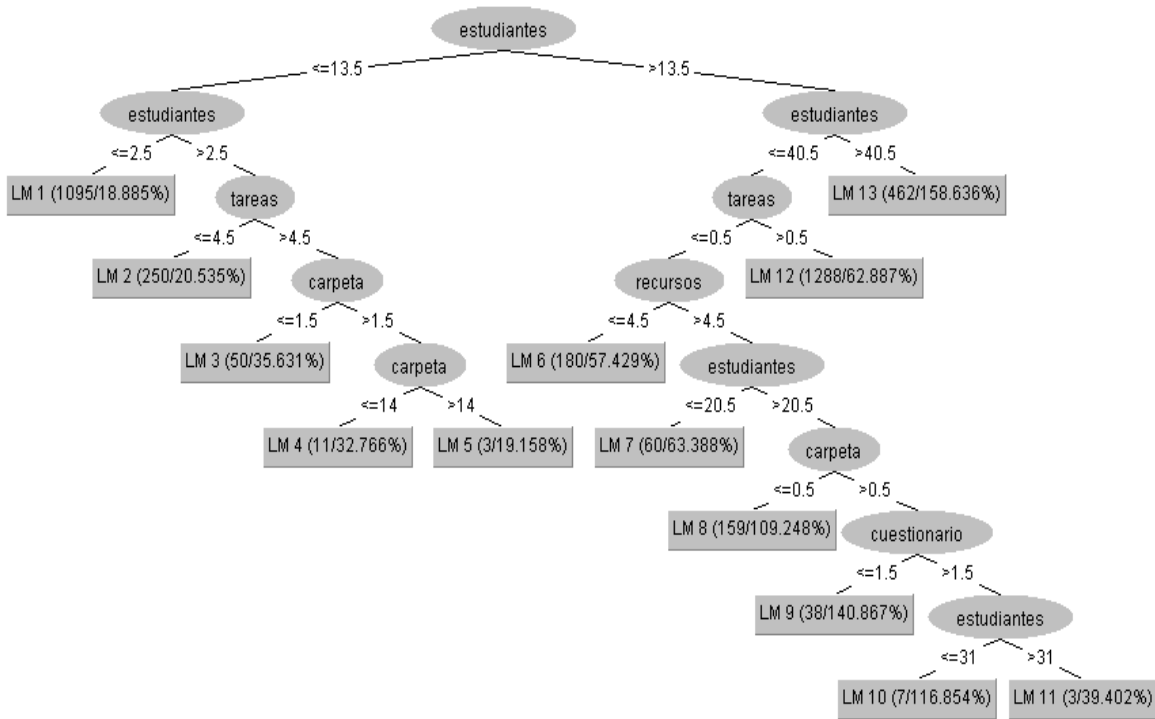 estudiantes
<=13.5 >13.5
estudiantes estudiantes
<=2.5 >2.5 <=40.5 >40.5
LM 1 (1095/18.885%) tareas tareas LM 13 (462/158.636%)
<=4.5 >4.5 <=0.5 >0.5
LM 2 (250/20.535%) carpeta recursos LM 12 (1288/62.887%)
<=1.5 >1.5 <=4.5 >4.5
LM 3 (50/35.631%) carpeta LM 6 (180/57.429%) estudiantes
<=14 >14 <=20.5 >20.5
LM 4 (11/32.766%) LM 5 (3/19.158%) LM 7 (60/63.388%) carpeta
<=0.5 >0.5
LM 8 (159/109.248%) cuestionario
<=1.5 >1.5
LM 9 (38/140.867%) estudiantes
<=31 >31
LM 10 (7/116.854%) LM 11 (3/39.402%)